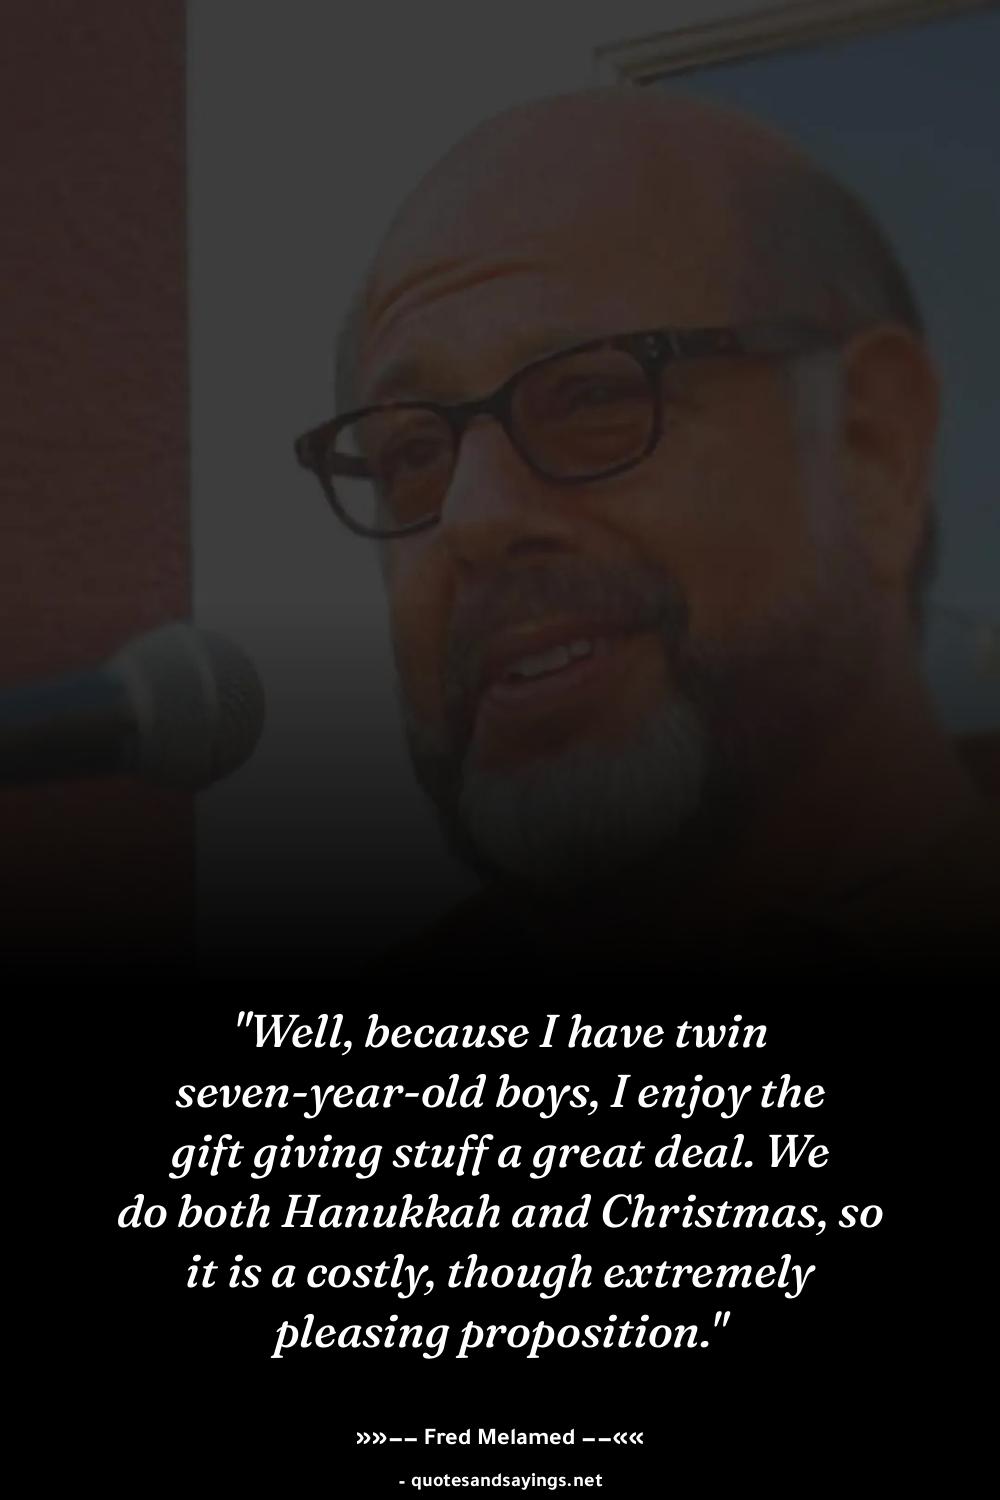 "Well, because I have twin
seven-year-old boys, I enjoy the
gift giving stuff a great deal. We
do both Hanukkah and Christmas, so
it is a costly, though extremely
pleasing proposition."
»»–– Fred Melamed ––««
- quotesandsayings.net